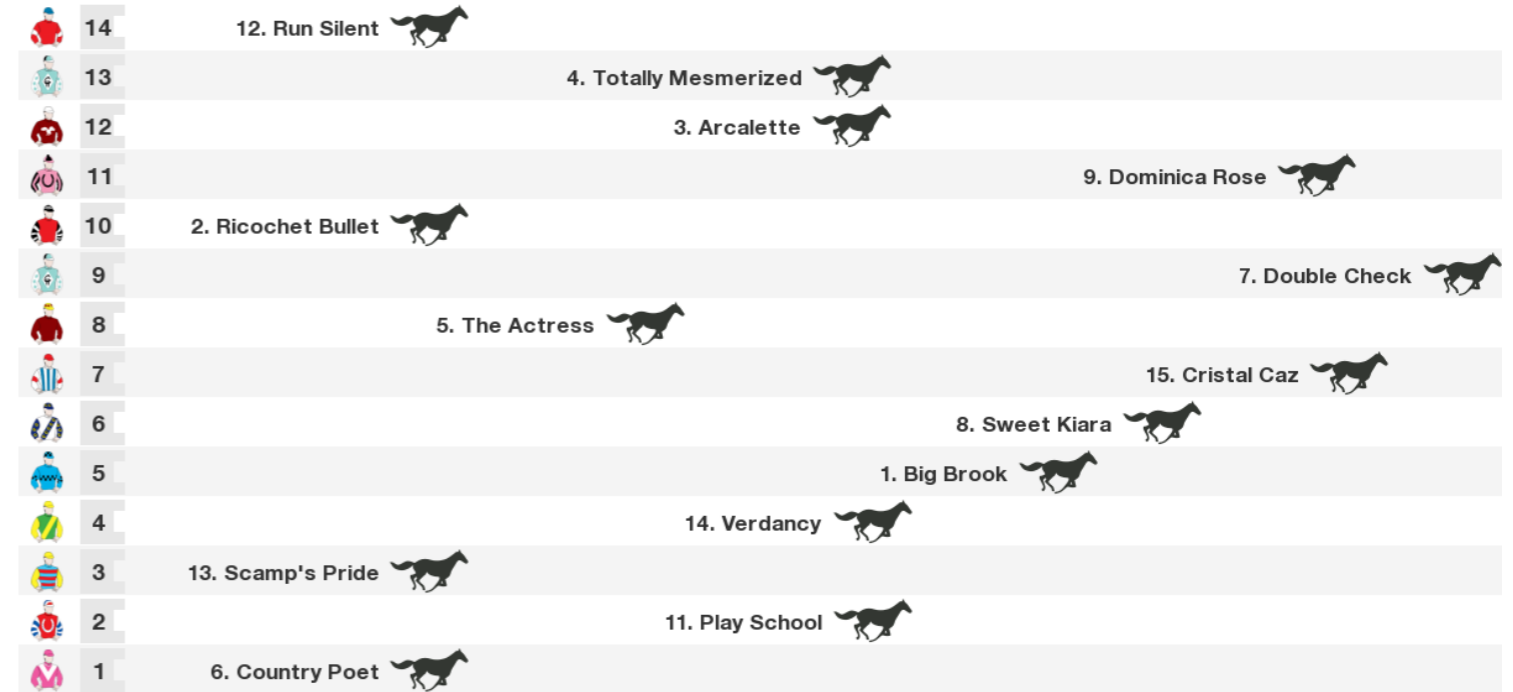 14 12. Run Silent
13 4. Totally Mesmerized
12 3. Arcalette
11 9. Dominica Rose
10 2. Ricochet Bullet
9 7. Double Check
8 5. The Actress
7 15. Cristal Caz
6 8. Sweet Kiara
5 1. Big Brook
4 14. Verdancy
3 13. Scamp's Pride
2 11. Play School
1 6. Country Poet